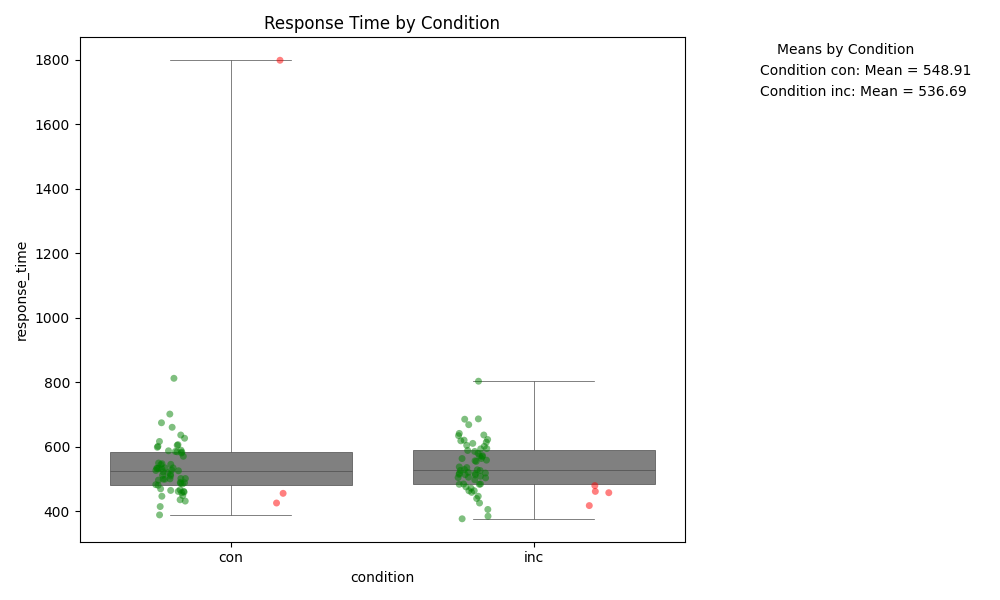 Response Time by Condition
Means by Condition
Condition con: Mean = 548.91
Condition inc: Mean = 536.69
response_time
1800
1600
1400
1200
1000
800
600
400
con inc
condition